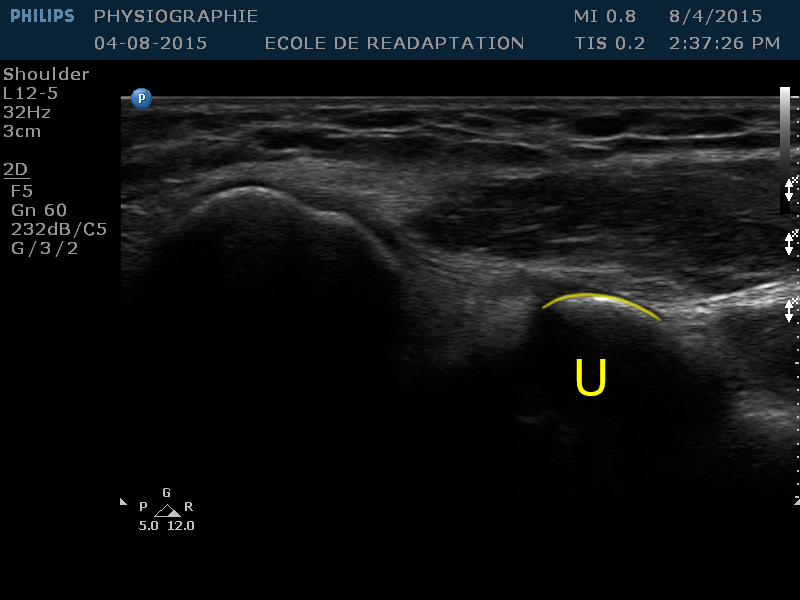 PHILIPS PHYSIOGRAPHIE MI 0.8 8/4/2015
04-08-2015 ECOLE DE READAPTATION TIS 0.2 2:37:26 PM
Shoulder
L12-5
32Hz
3cm
2D
F5
Gn 60
232dB/C5
G/3/2
P
U
G
P R
5.0 12.0